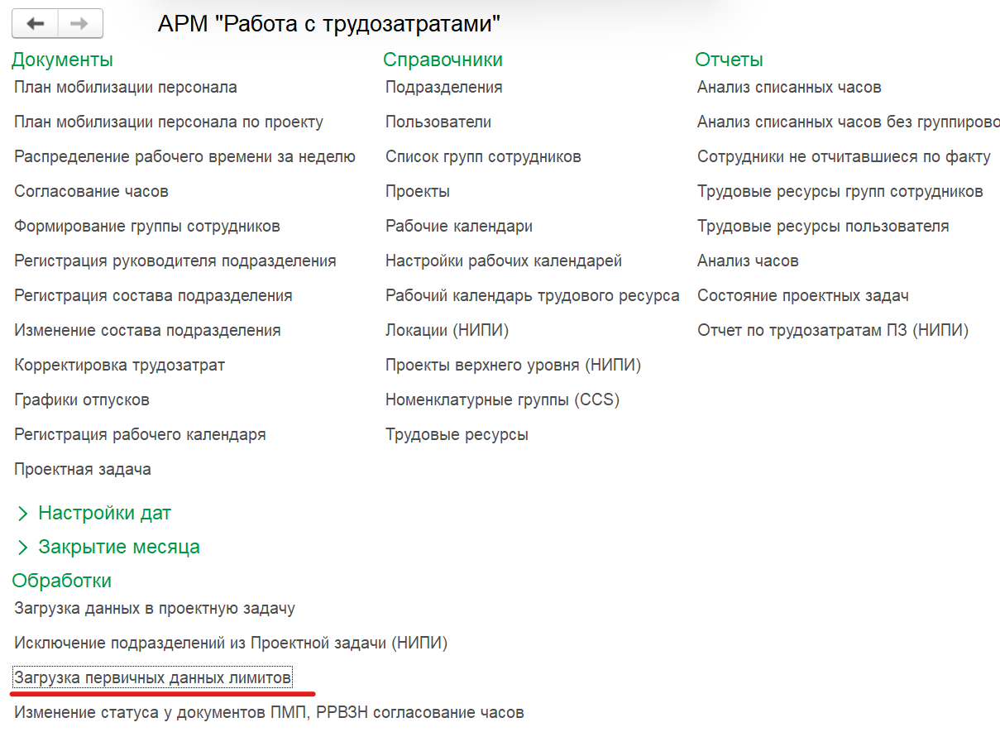 АРМ "Работа с трудозатратами"
Документы
План мобилизации персонала
План мобилизации персонала по проекту
Распределение рабочего времени за неделю
Согласование часов
Формирование группы сотрудников
Регистрация руководителя подразделения
Регистрация состава подразделения
Изменение состава подразделения
Корректировка трудозатрат
Графики отпусков
Регистрация рабочего календаря
Проектная задача
Справочники
Подразделения
Пользователи
Список групп сотрудников
Проекты
Рабочие календари
Настройки рабочих календарей
Рабочий календарь трудового ресурса
Локации (НИПИ)
Проекты верхнего уровня (НИПИ)
Номенклатурные группы (CCS)
Трудовые ресурсы
Отчеты
Анализ списанных часов
Анализ списанных часов без группирово
Сотрудники не отчитавшиеся по факту
Трудовые ресурсы групп сотрудников
Трудовые ресурсы пользователя
Анализ часов
Состояние проектных задач
Отчет по трудозатратам ПЗ (НИПИ)
Настройки дат
Закрытие месяца
Обработки
Загрузка данных в проектную задачу
Исключение подразделений из Проектной задачи (НИПИ)
Загрузка первичных данных лимитов
Изменение статуса у документов ПМП, РРВЗН согласование часов